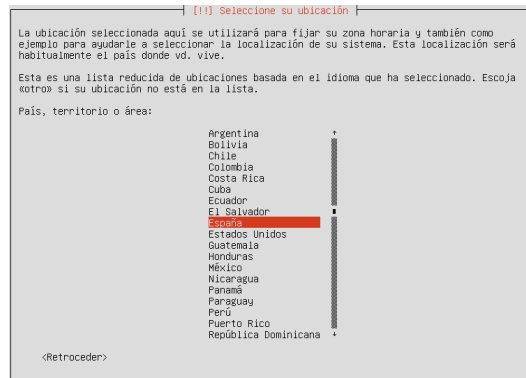 [!!] Seleccione su ubicación
La ubicación seleccionada aquí se utilizará para fijar su zona horaria y también como
ejemplo para ayudarle a seleccionar la localización de su sistema. Esta localización será
habitualmente el país donde vd. vive.
Esta es una lista reducida de ubicaciones basada en el idioma que ha seleccionado. Escoja
«otro» si su ubicación no está en la lista.
País, territorio o área:
Argentina
Bolivia
Chile
Colombia
Costa Rica
Cuba
Ecuador
El Salvador
España
Estados Unidos
Guatemala
Honduras
México
Nicaragua
Panamá
Paraguay
Perú
Puerto Rico
República Dominicana
<Retroceder>